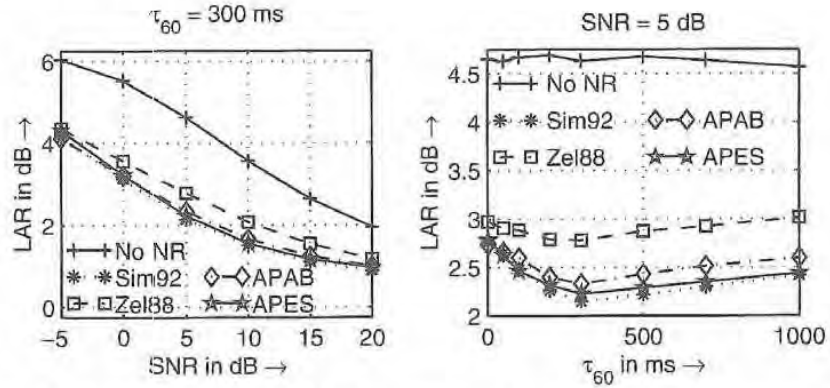 τ60 = 300 ms
6
4
2
0
LAR in dB →
No NR
Sim92
APAB
Zel88
APES
−5
0
5
10
15
20
SNR in dB →
SNR = 5 dB
4.5
4
3.5
3
2.5
2
LAR in dB →
No NR
Sim92
APAB
Zel88
APES
0
500
1000
τ60 in ms →